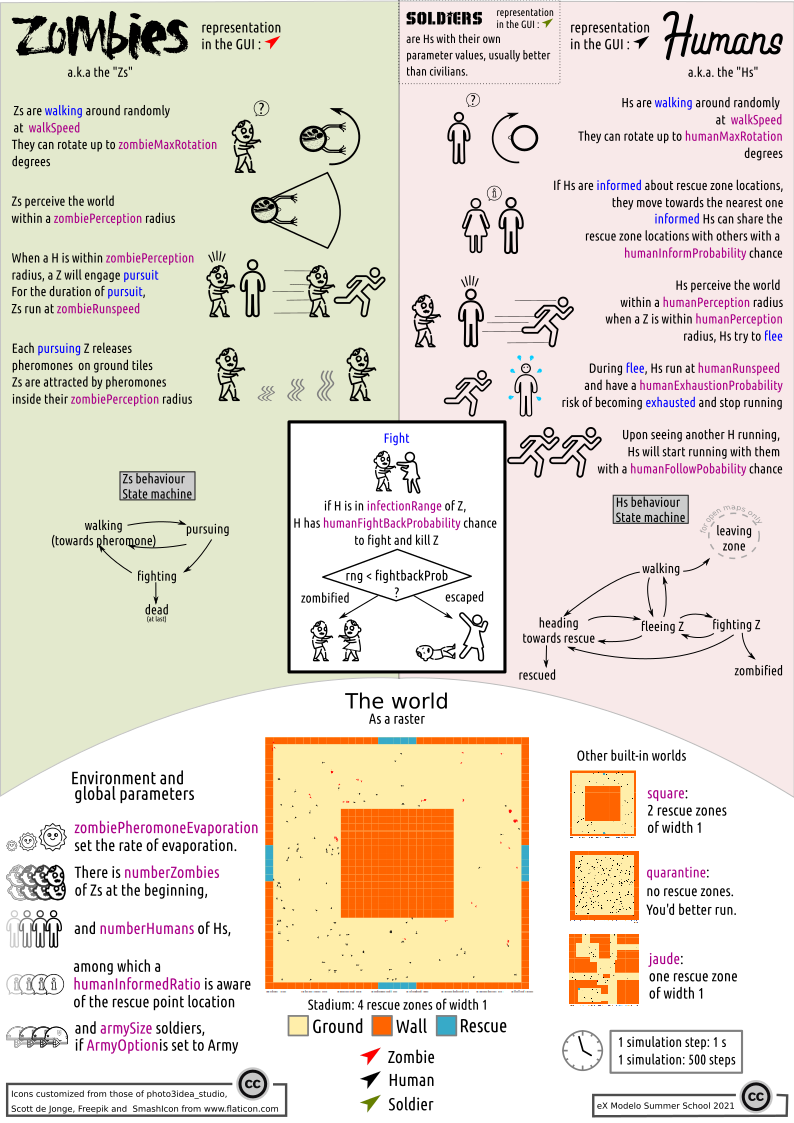 Zombies
representation
in the GUI :
a.k.a the "Zs"
Zs are walking around randomly
at walkSpeed
They can rotate up to zombieMaxRotation
degrees
?
Zs perceive the world
within a zombiePerception radius
When a H is within zombiePerception
radius, a Z will engage pursuit
For the duration of pursuit,
Zs run at zombieRunspeed
Each pursuing Z releases
pheromones on ground tiles
Zs are attracted by pheromones
inside their zombiePerception radius
Zs behaviour
State machine
walking
(towards pheromone)
pursuing
fighting
dead
(at last)
SOLDIERS
representation
in the GUI :
are Hs with their own
parameter values, usually better
than civilians.
representation
in the GUI :
Humans
a.k.a. the "Hs"
?
Hs are walking around randomly
at walkSpeed
They can rotate up to humanMaxRotation
degrees
i
If Hs are informed about rescue zone locations,
they move towards the nearest one
informed Hs can share the
rescue zone locations with others with a
humanInformProbability chance
Hs perceive the world
within a humanPerception radius
when a Z is within humanPerception
radius, Hs try to flee
During flee, Hs run at humanRunspeed
and have a humanExhaustionProbability
risk of becoming exhausted and stop running
Upon seeing another H running,
Hs will start running with them
with a humanFollowPobability chance
Hs behaviour
State machine
for open maps only
leaving
zone
walking
heading
towards rescue
fleeing Z
fighting Z
rescued
zombified
Fight
if H is in infectionRange of Z,
H has humanFightBackProbability chance
to fight and kill Z
rng < fightbackProb
?
zombified
escaped
The world
As a raster
Environment and
global parameters
zombiePheromoneEvaporation
set the rate of evaporation.
There is numberZombies
of Zs at the beginning,
and numberHumans of Hs,
among which a
humanInformedRatio is aware
of the rescue point location
and armySize soldiers,
if ArmyOptionis set to Army
Stadium: 4 rescue zones of width 1
Ground
Wall
Rescue
Zombie
Human
Soldier
Other built-in worlds
square:
2 rescue zones
of width 1
quarantine:
no rescue zones.
You'd better run.
jaude:
one rescue zone
of width 1
1 simulation step: 1 s
1 simulation: 500 steps
cc
Icons customized from those of photo3idea_studio,
Scott de Jonge, Freepik and SmashIcon from www.flaticon.com
cc
eX Modelo Summer School 2021